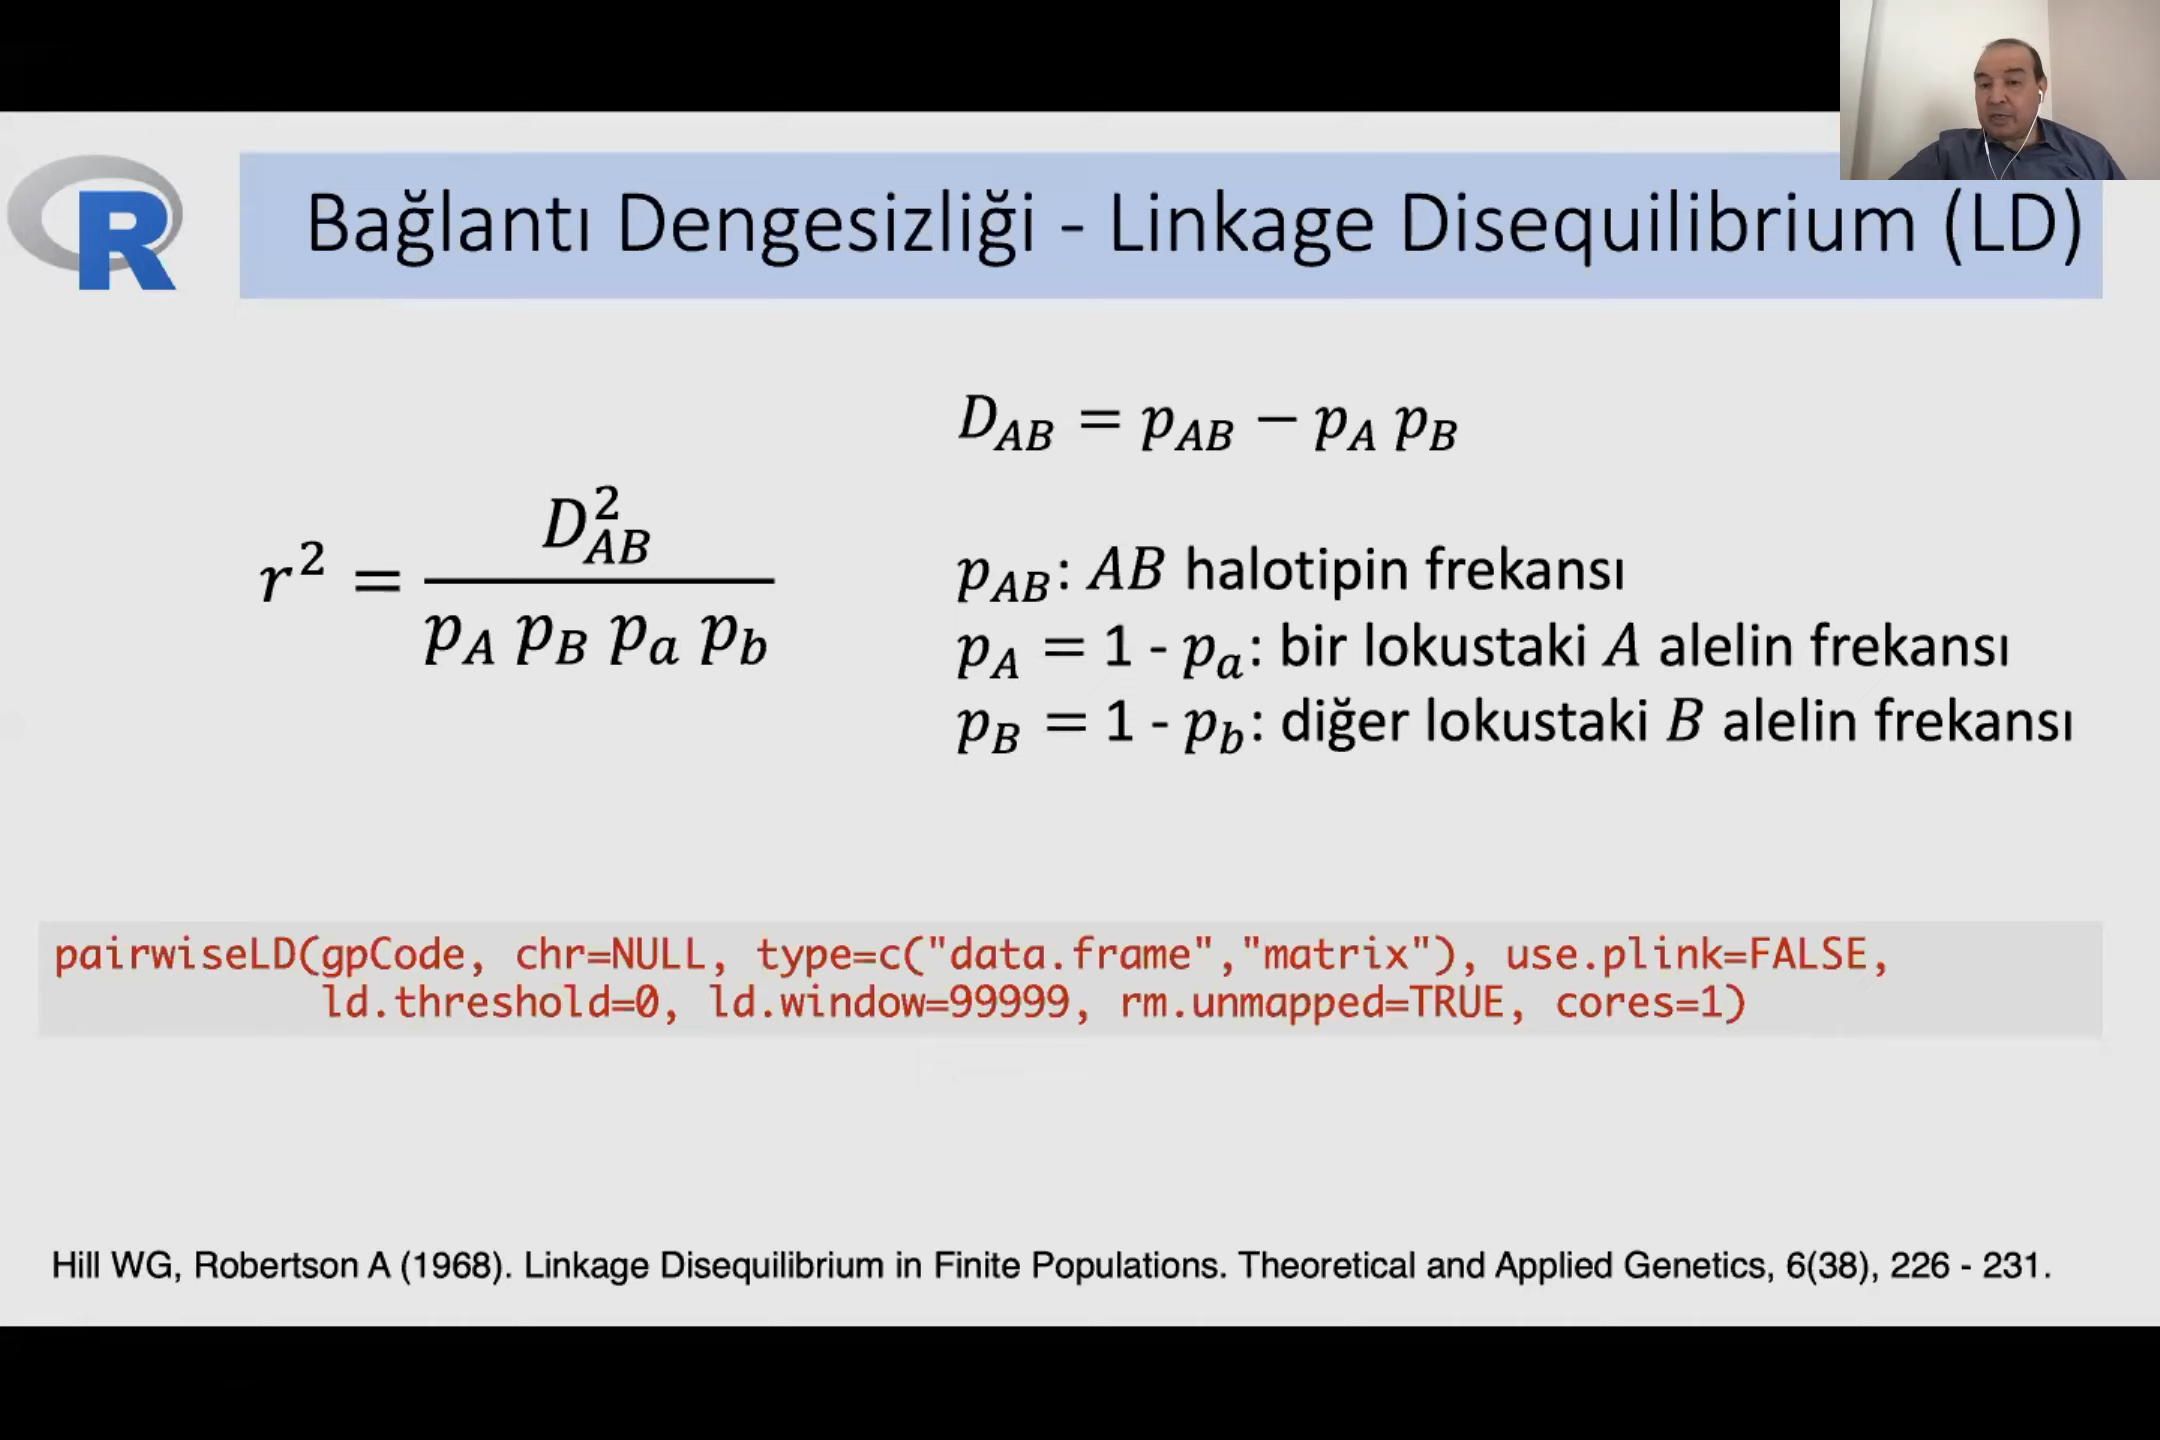 R
Bağlantı Dengesizliği - Linkage Disequilibrium (LD)
D_AB = p_AB − p_A p_B
r² = D²_AB / (p_A p_B p_a p_b)
p_AB: AB halotipin frekansı
p_A = 1 - p_a: bir lokustaki A alelin frekansı
p_B = 1 - p_b: diğer lokustaki B alelin frekansı
pairwiseLD(gpCode, chr=NULL, type=c("data.frame","matrix"), use.plink=FALSE,
ld.threshold=0, ld.window=99999, rm.unmapped=TRUE, cores=1)
Hill WG, Robertson A (1968). Linkage Disequilibrium in Finite Populations. Theoretical and Applied Genetics, 6(38), 226 - 231.